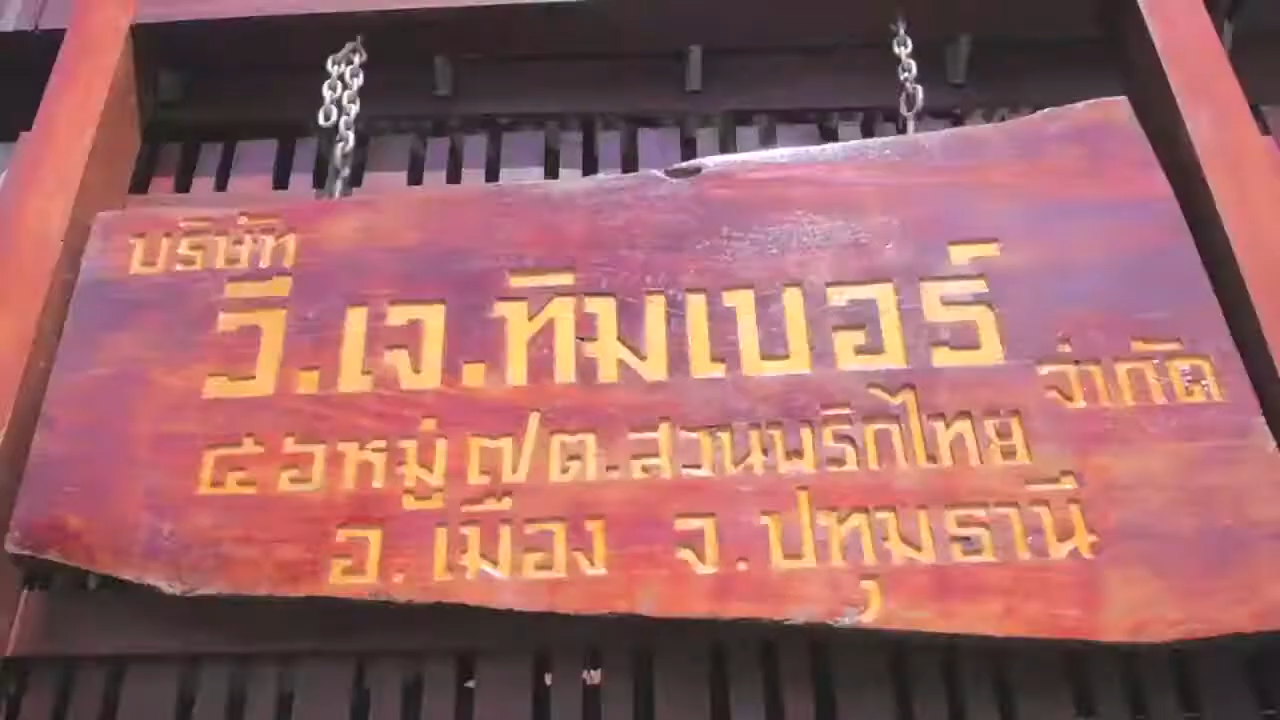 บริษัท
วี.เจ.ทิมเบอร์
จำกัด
๔๖ หมู่ ๗ ต.สวนพริกไทย
อ.เมือง จ.ปทุมธานี